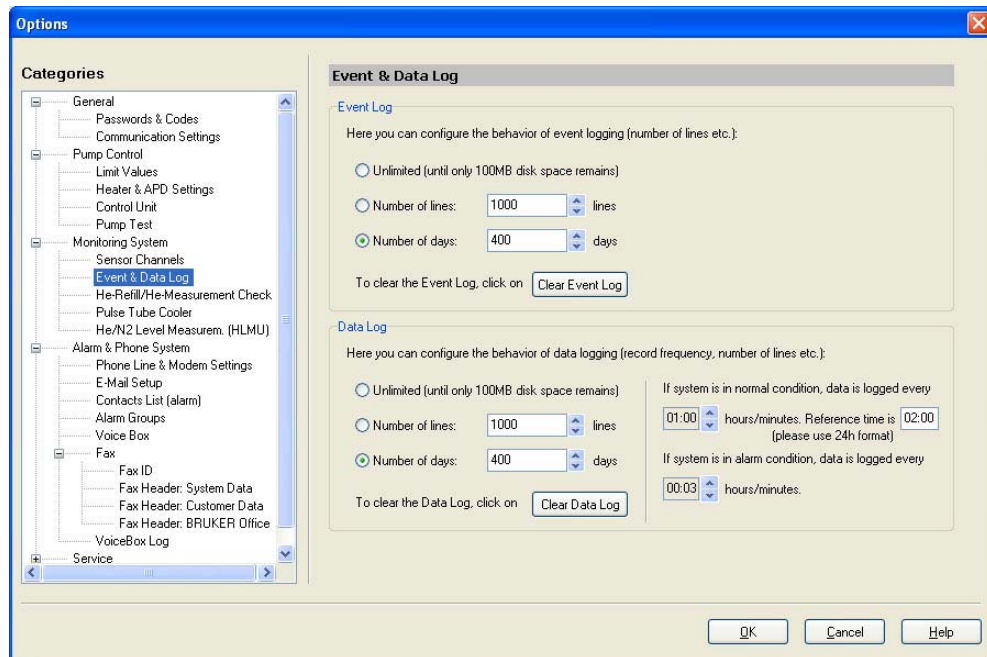 Options
Categories
General
Passwords & Codes
Communication Settings
Pump Control
Limit Values
Heater & APD Settings
Control Unit
Pump Test
Monitoring System
Sensor Channels
Event & Data Log
He-Refill/He-Measurement Check
Pulse Tube Cooler
He/N2 Level Measurem. (HLMU)
Alarm & Phone System
Phone Line & Modem Settings
E-Mail Setup
Contacts List (alarm)
Alarm Groups
Voice Box
Fax
Fax ID
Fax Header: System Data
Fax Header: Customer Data
Fax Header: BRUKER Office
VoiceBox Log
Service
Event & Data Log
Event Log
Here you can configure the behavior of event logging (number of lines etc.):
Unlimited (until only 100MB disk space remains)
Number of lines: 1000 lines
Number of days: 400 days
To clear the Event Log, click on Clear Event Log
Data Log
Here you can configure the behavior of data logging (record frequency, number of lines etc.):
Unlimited (until only 100MB disk space remains)
Number of lines: 1000 lines
Number of days: 400 days
To clear the Data Log, click on Clear Data Log
If system is in normal condition, data is logged every
01:00 hours/minutes. Reference time is 02:00
(please use 24h format)
If system is in alarm condition, data is logged every
00:03 hours/minutes.
OK Cancel Help